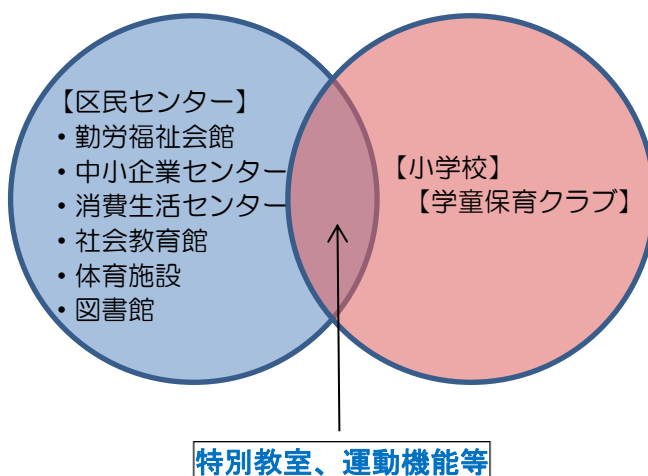 【区民センター】
・勤労福祉会館
・中小企業センター
・消費生活センター
・社会教育館
・体育施設
・図書館
【小学校】
【学童保育クラブ】
特別教室、運動機能等